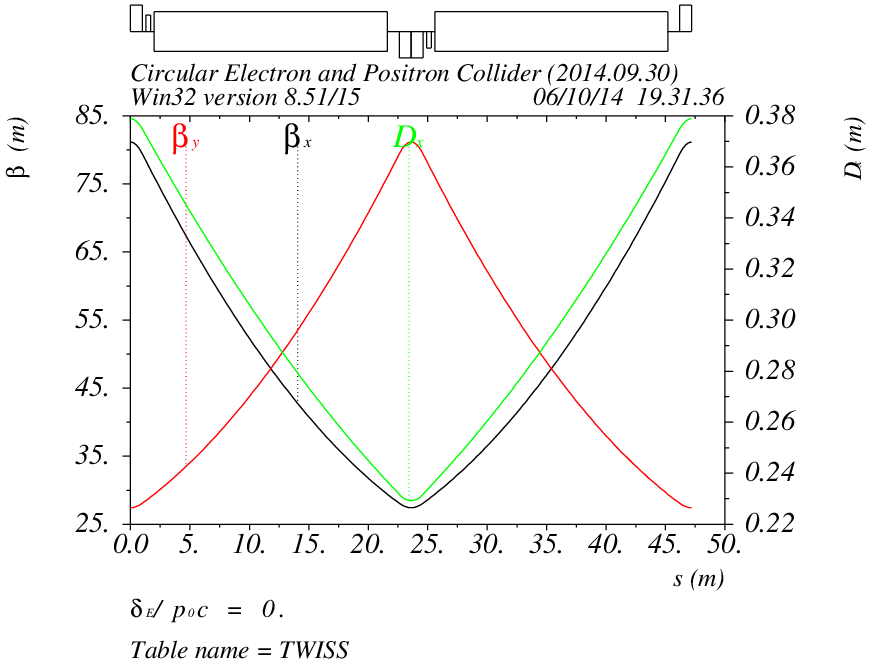 Circular Electron and Positron Collider (2014.09.30)
Win32 version 8.51/15 06/10/14 19.31.36
β (m)
85.
75.
65.
55.
45.
35.
25.
βy βx Dx
0.38
0.36
0.34
0.32
0.30
0.28
0.26
0.24
0.22
Dx (m)
0.0 5. 10. 15. 20. 25. 30. 35. 40. 45. 50.
s (m)
δE/ p0c = 0.
Table name = TWISS